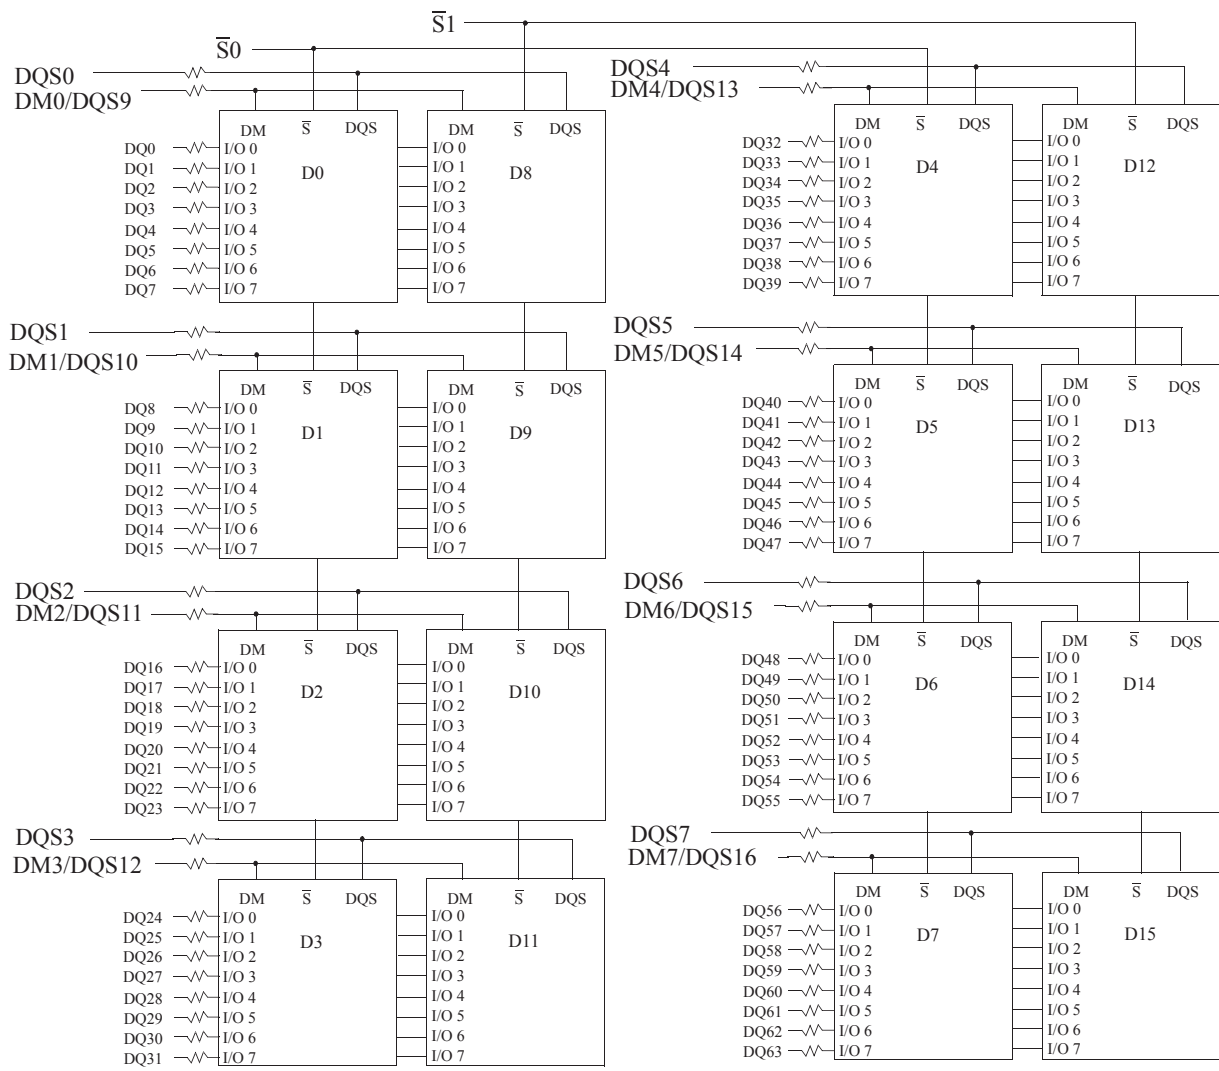 S̅1
S̅0
DQS0
DM0/DQS9
DM S̅ DQS S̅ DQS
DM
DQ0 I/O 0 I/O 0
D0 D8
DQ1 I/O 1 I/O 1
DQ2 I/O 2 I/O 2
DQ3 I/O 3 I/O 3
DQ4 I/O 4 I/O 4
DQ5 I/O 5 I/O 5
DQ6 I/O 6 I/O 6
DQ7 I/O 7 I/O 7
DQS1
DM1/DQS10
DM S̅ DQS DM S̅ DQS
DQ8 I/O 0 I/O 0
DQ9 I/O 1 I/O 1
D1 D9
DQ10 I/O 2 I/O 2
DQ11 I/O 3 I/O 3
DQ12 I/O 4 I/O 4
DQ13 I/O 5 I/O 5
DQ14 I/O 6 I/O 6
DQ15 I/O 7 I/O 7
DQS2
DM2/DQS11
DM S̅ DQS DM S̅ DQS
DQ16 I/O 0 I/O 0
DQ17 I/O 1 I/O 1
D2 D10
DQ18 I/O 2 I/O 2
DQ19 I/O 3 I/O 3
DQ20 I/O 4 I/O 4
DQ21 I/O 5 I/O 5
DQ22 I/O 6 I/O 6
DQ23 I/O 7 I/O 7
DQS3
DM3/DQS12
DM S̅ DQS DM S̅ DQS
DQ24 I/O 0 I/O 0
DQ25 I/O 1 I/O 1
D3 D11
DQ26 I/O 2 I/O 2
DQ27 I/O 3 I/O 3
DQ28 I/O 4 I/O 4
DQ29 I/O 5 I/O 5
DQ30 I/O 6 I/O 6
DQ31 I/O 7 I/O 7
DQS4
DM4/DQS13
DM S̅ DQS DM S̅ DQS
DQ32 I/O 0 I/O 0
DQ33 I/O 1 I/O 1
D4 D12
DQ34 I/O 2 I/O 2
DQ35 I/O 3 I/O 3
DQ36 I/O 4 I/O 4
DQ37 I/O 5 I/O 5
DQ38 I/O 6 I/O 6
DQ39 I/O 7 I/O 7
DQS5
DM5/DQS14
DM S̅ DQS DM S̅ DQS
DQ40 I/O 0 I/O 0
DQ41 I/O 1 I/O 1
D5 D13
DQ42 I/O 2 I/O 2
DQ43 I/O 3 I/O 3
DQ44 I/O 4 I/O 4
DQ45 I/O 5 I/O 5
DQ46 I/O 6 I/O 6
DQ47 I/O 7 I/O 7
DQS6
DM6/DQS15
DM S̅ DQS DM S̅ DQS
DQ48 I/O 0 I/O 0
DQ49 I/O 1 I/O 1
D6 D14
DQ50 I/O 2 I/O 2
DQ51 I/O 3 I/O 3
DQ52 I/O 4 I/O 4
DQ53 I/O 5 I/O 5
DQ54 I/O 6 I/O 6
DQ55 I/O 7 I/O 7
DQS7
DM7/DQS16
DM S̅ DQS DM S̅ DQS
DQ56 I/O 0 I/O 0
DQ57 I/O 1 I/O 1
D7 D15
DQ58 I/O 2 I/O 2
DQ59 I/O 3 I/O 3
DQ60 I/O 4 I/O 4
DQ61 I/O 5 I/O 5
DQ62 I/O 6 I/O 6
DQ63 I/O 7 I/O 7